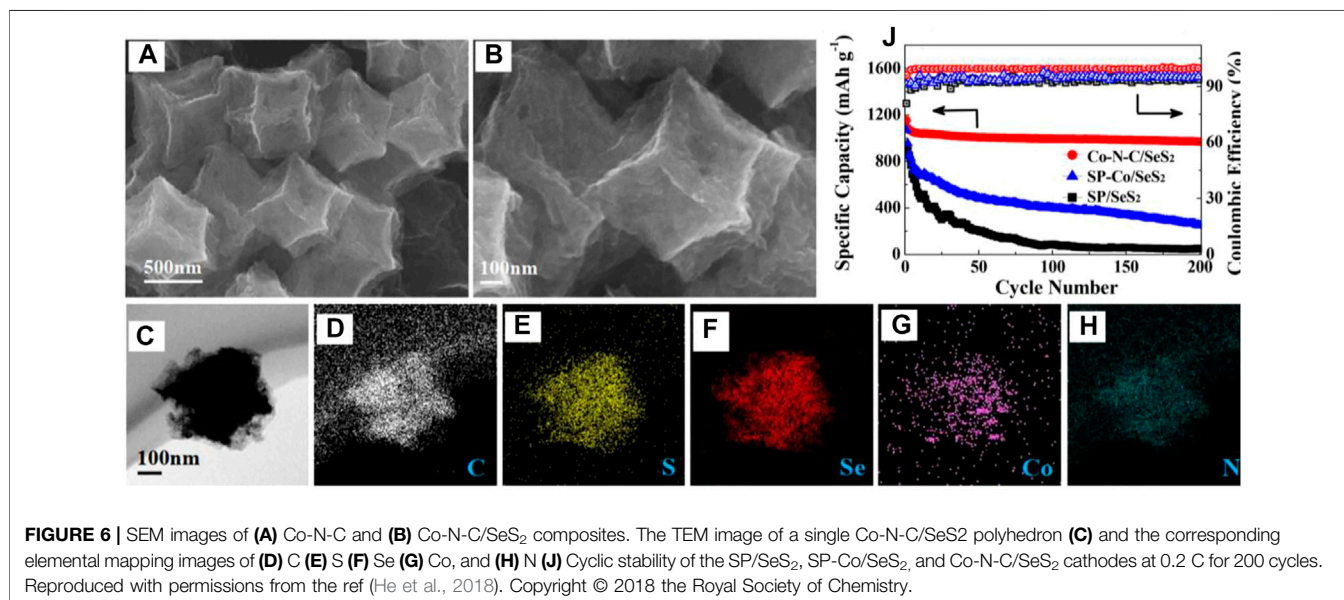 A
500nm
B
100nm
J
Specific Capacity (mAh g⁻¹)
1600
1200
800
400
0
90
60
30
0
Coulombic Efficiency (%)
Co-N-C/SeS₂
SP-Co/SeS₂
SP/SeS₂
0 50 100 150 200
Cycle Number
C
100nm
D
C
E
S
F
Se
G
Co
H
N
FIGURE 6 | SEM images of (A) Co-N-C and (B) Co-N-C/SeS₂ composites. The TEM image of a single Co-N-C/SeS2 polyhedron (C) and the corresponding
elemental mapping images of (D) C (E) S (F) Se (G) Co, and (H) N (J) Cyclic stability of the SP/SeS₂, SP-Co/SeS₂, and Co-N-C/SeS₂ cathodes at 0.2 C for 200 cycles.
Reproduced with permissions from the ref (He et al., 2018). Copyright © 2018 the Royal Society of Chemistry.